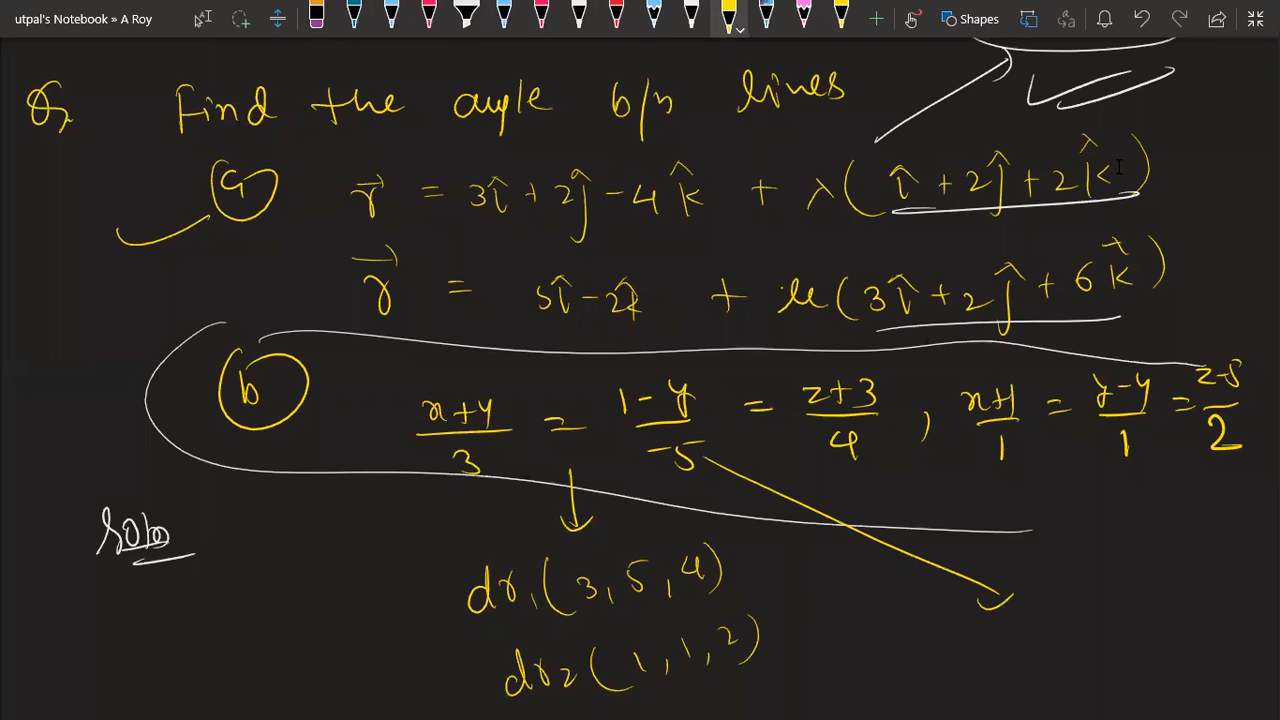 utpal's Notebook » A Roy
Shapes
Q, Find the angle b/n lines
(a) r⃗ = 3î + 2ĵ - 4k̂ + λ(î + 2ĵ + 2k̂)
r⃗ = 5î - 2k̂ + μ(3î + 2ĵ + 6k̂)
(b) (x+4)/3 = (1-y)/-5 = (z+3)/4 , (x+1)/1 = (y-4)/1 = (z-5)/2
Soln
dr₁(3, 5, 4)
dr₂(1, 1, 2)